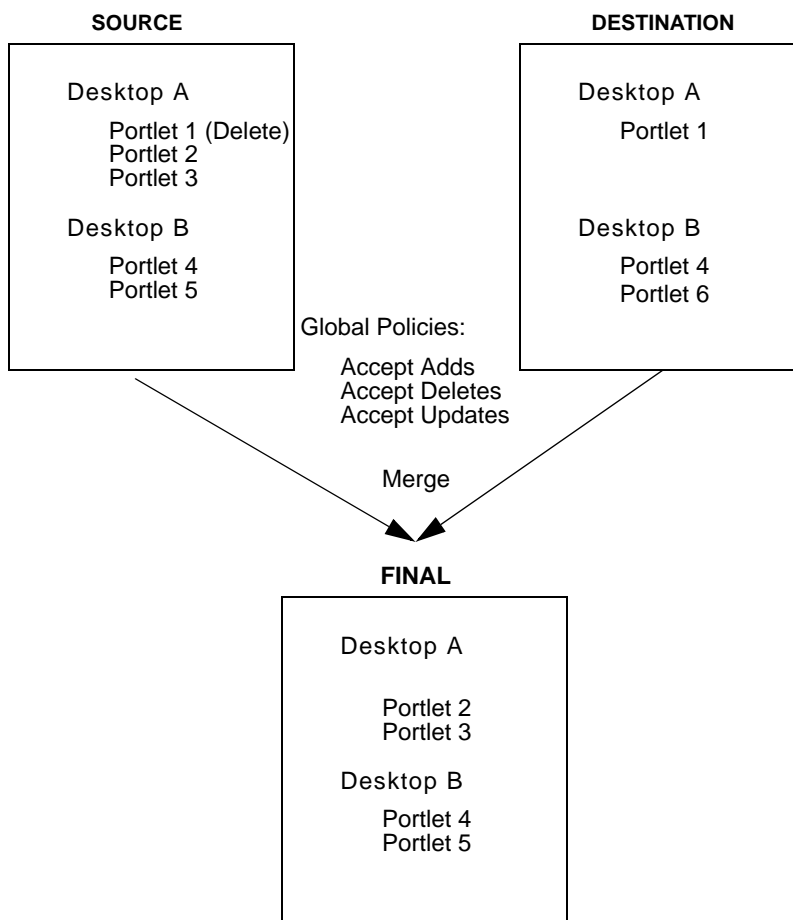 SOURCE
Desktop A
Portlet 1 (Delete)
Portlet 2
Portlet 3
Desktop B
Portlet 4
Portlet 5
DESTINATION
Desktop A
Portlet 1
Desktop B
Portlet 4
Portlet 6
Global Policies:
Accept Adds
Accept Deletes
Accept Updates
Merge
FINAL
Desktop A
Portlet 2
Portlet 3
Desktop B
Portlet 4
Portlet 5